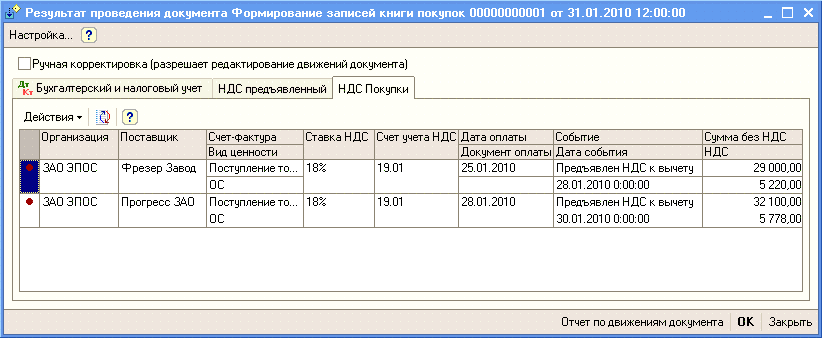 Результат проведения документа Формирование записей книги покупок 00000000001 от 31.01.2010 12:00:00
Настройка... ?
Ручная корректировка (разрешает редактирование движений документа)
Дт Кт Бухгалтерский и налоговый учет НДС предъявленный НДС Покупки
Действия ?
Организация Поставщик Счет-фактура Ставка НДС Счет учета НДС Дата оплаты Событие Сумма без НДС
Вид ценности Документ оплаты Дата события НДС
ЗАО ЭПОС Фрезер Завод Поступление то... 18% 19.01 25.01.2010 Предъявлен НДС к вычету 29 000,00
ОС 28.01.2010 0:00:00 5 220,00
ЗАО ЭПОС Прогресс ЗАО Поступление то... 18% 19.01 28.01.2010 Предъявлен НДС к вычету 32 100,00
ОС 30.01.2010 0:00:00 5 778,00
Отчет по движениям документа OK Закрыть